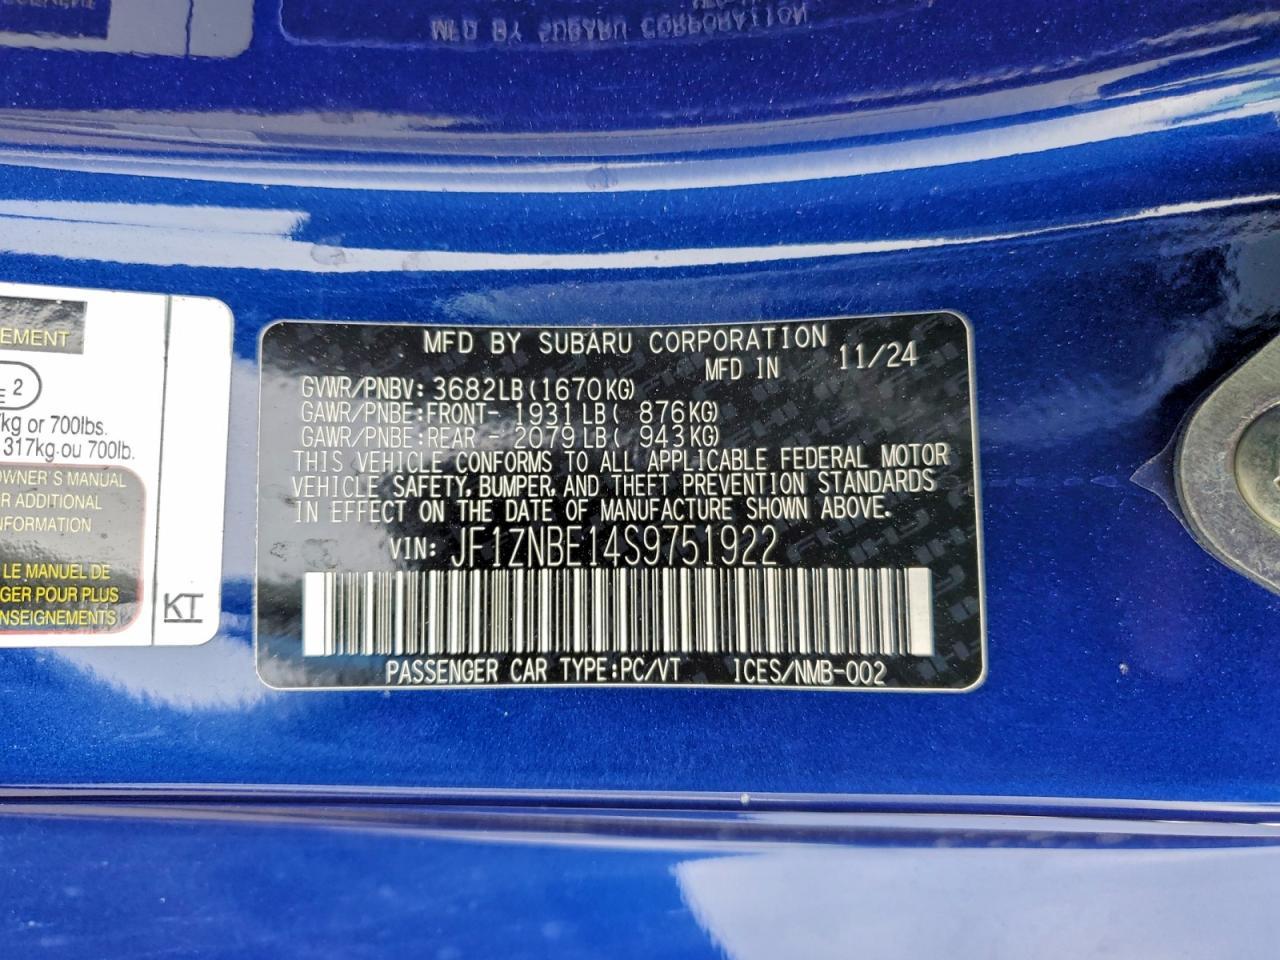 MFD BY SUBARU CORPORATION
EMENT
MFD BY SUBARU CORPORATION
MFD IN 11/24
2
GVWR/PNBV: 3682LB(1670KG)
GAWR/PNBE:FRONT- 1931LB( 876KG)
kg or 700lbs.
GAWR/PNBE:REAR - 2079LB( 943KG)
317kg.ou 700lb.
THIS VEHICLE CONFORMS TO ALL APPLICABLE FEDERAL MOTOR
VEHICLE SAFETY, BUMPER, AND THEFT PREVENTION STANDARDS
IN EFFECT ON THE DATE OF MANUFACTURE SHOWN ABOVE.
OWNER'S MANUAL
ADDITIONAL
NFORMATION
VIN: JF1ZNBE14S9751922
LE MANUEL DE
GER POUR PLUS
NSEIGNEMENTS
KT
PASSENGER CAR TYPE:PC/VT ICES/NMB-002